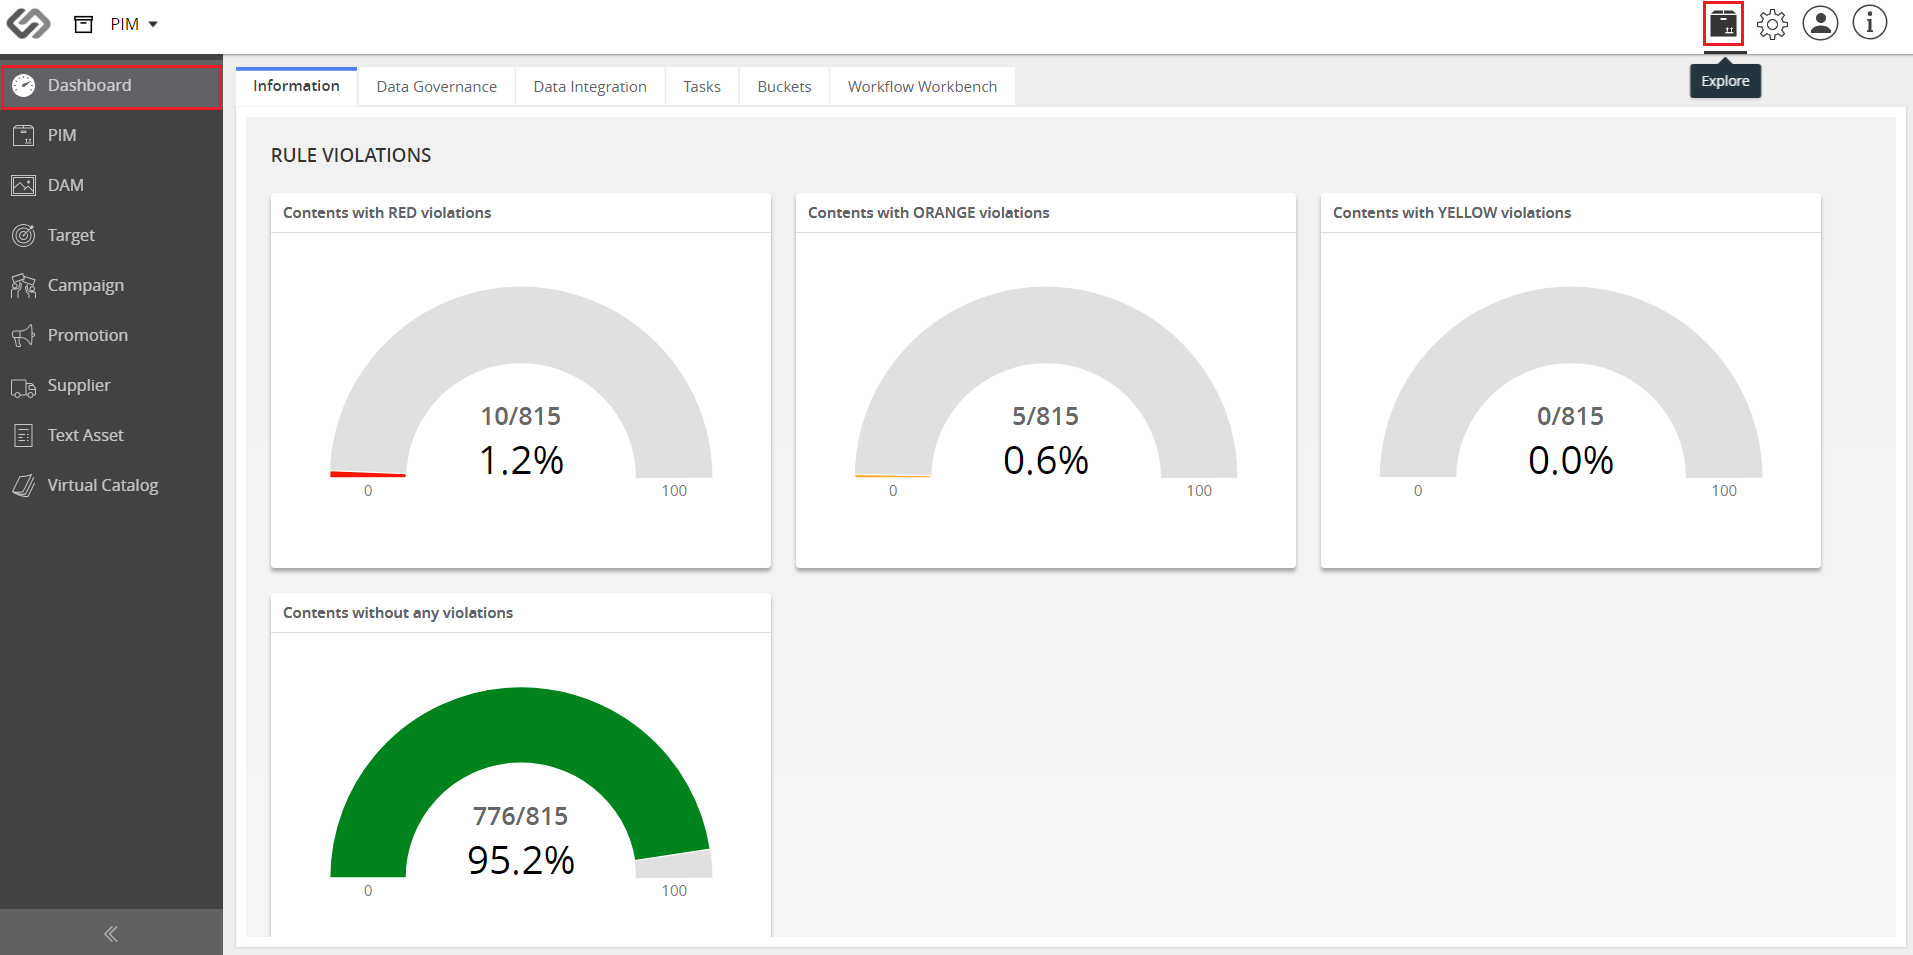 PIM
Explore
Dashboard
PIM
DAM
Target
Campaign
Promotion
Supplier
Text Asset
Virtual Catalog
Information
Data Governance
Data Integration
Tasks
Buckets
Workflow Workbench
RULE VIOLATIONS
Contents with RED violations
10/815
1.2%
0
100
Contents with ORANGE violations
5/815
0.6%
0
100
Contents with YELLOW violations
0/815
0.0%
0
100
Contents without any violations
776/815
95.2%
0
100